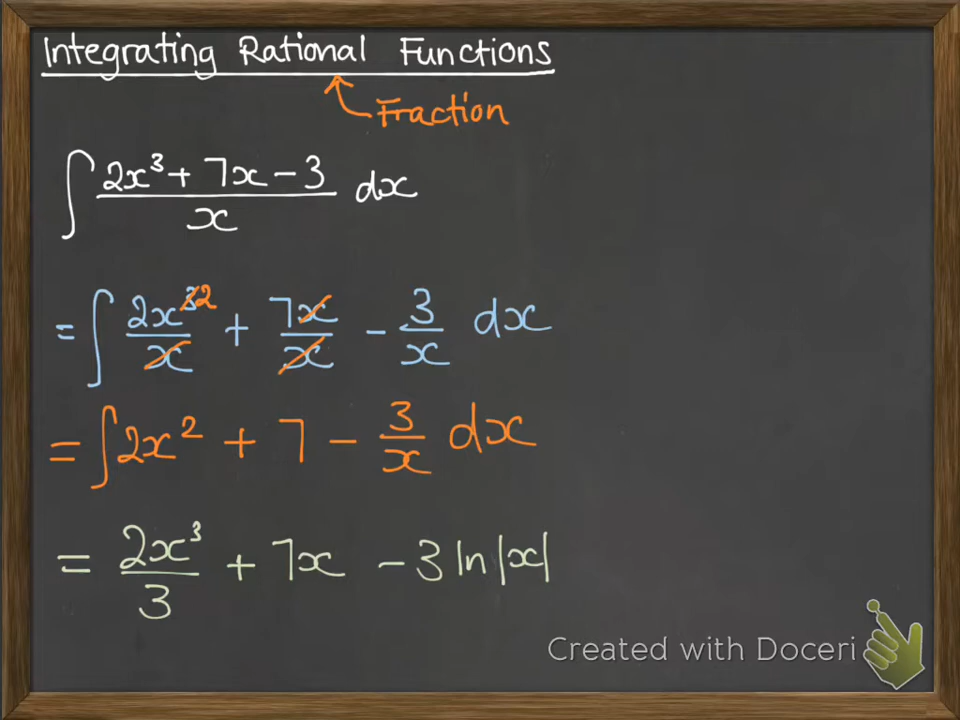 Integrating Rational Functions
Fraction
∫ (2x³ + 7x − 3)/x dx
= ∫ 2x³ ²/x + 7x/x − 3/x dx
= ∫ 2x² + 7 − 3/x dx
= 2x³/3 + 7x − 3 ln|x|
Created with Doceri